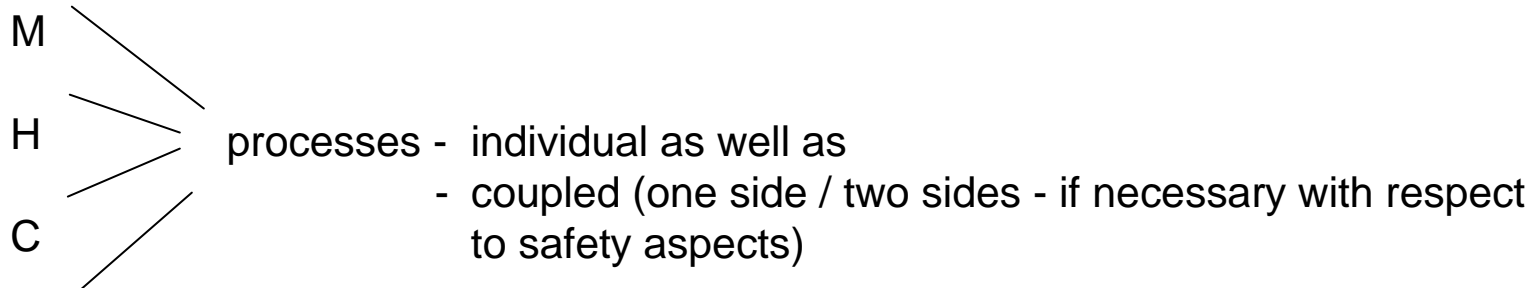 M
H
processes - individual as well as
- coupled (one side / two sides - if necessary with respect
C
to safety aspects)